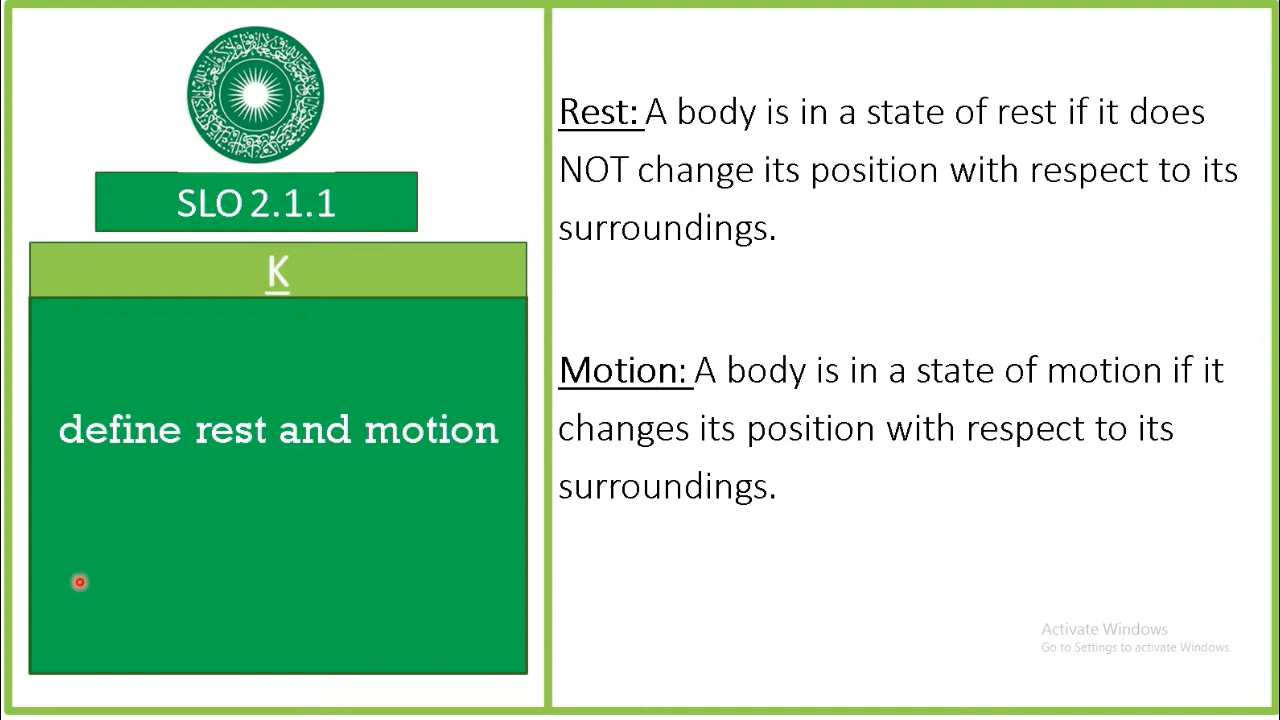 SLO 2.1.1
K
define rest and motion
Rest: A body is in a state of rest if it does
NOT change its position with respect to its
surroundings.
Motion: A body is in a state of motion if it
changes its position with respect to its
surroundings.
Activate Windows
Go to Settings to activate Windows.